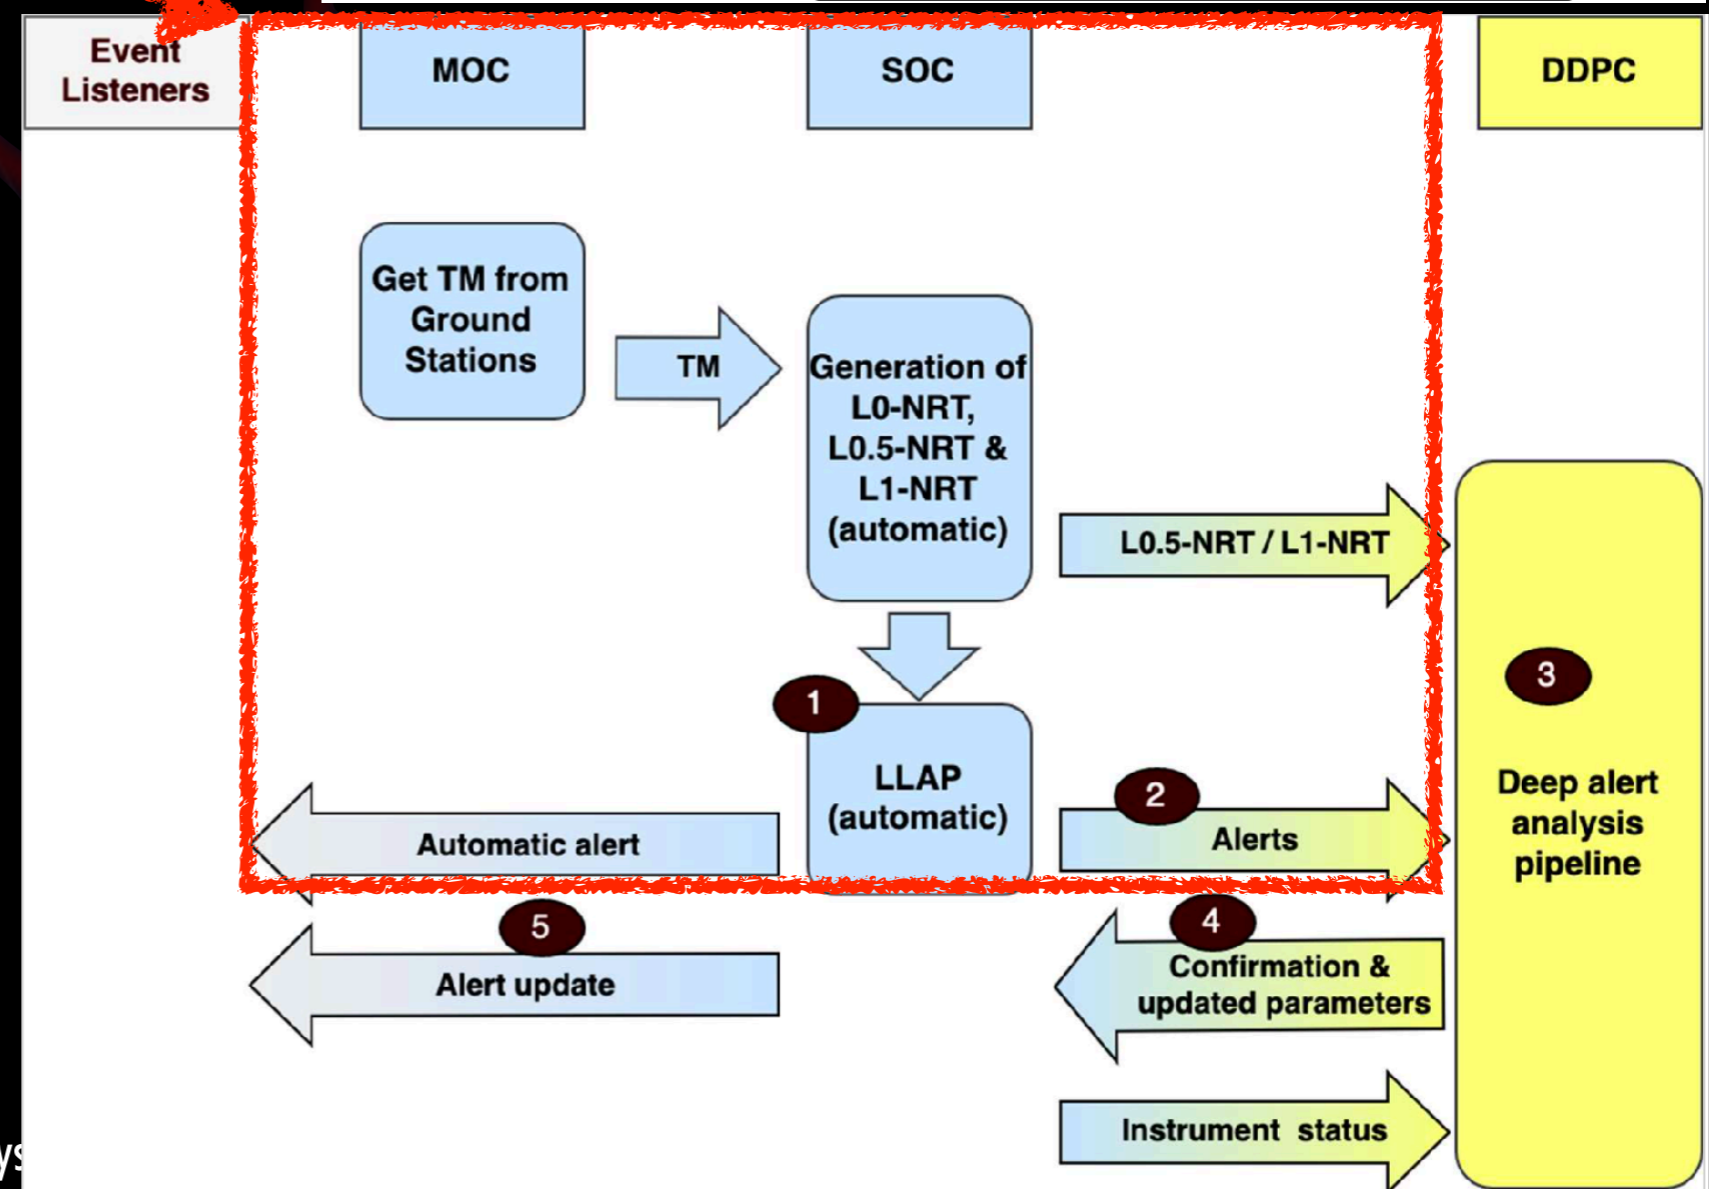 Event
Listeners
MOC
SOC
DDPC
Get TM from
Ground
Stations
TM
Generation of
L0-NRT,
L0.5-NRT &
L1-NRT
(automatic)
L0.5-NRT / L1-NRT
1
LLAP
(automatic)
2
Alerts
3
Deep alert
analysis
pipeline
Automatic alert
4
Confirmation &
updated parameters
5
Alert update
Instrument status